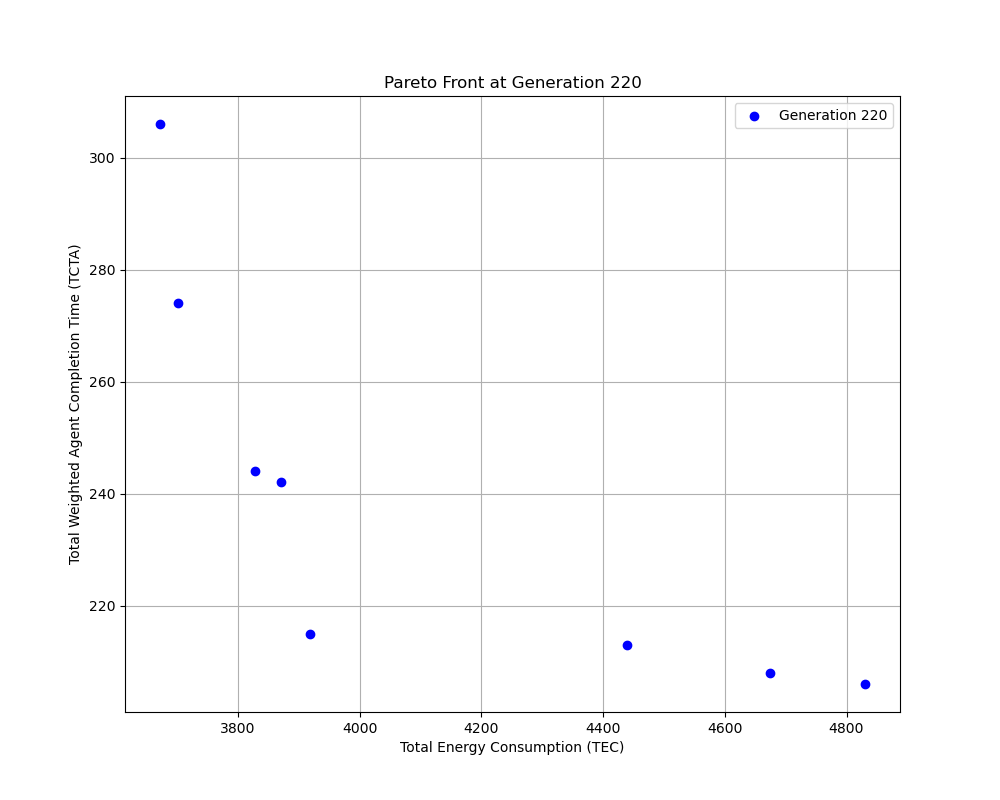 Pareto Front at Generation 220
Generation 220
Total Weighted Agent Completion Time (TCTA)
300
280
260
240
220
3800 4000 4200 4400 4600 4800
Total Energy Consumption (TEC)